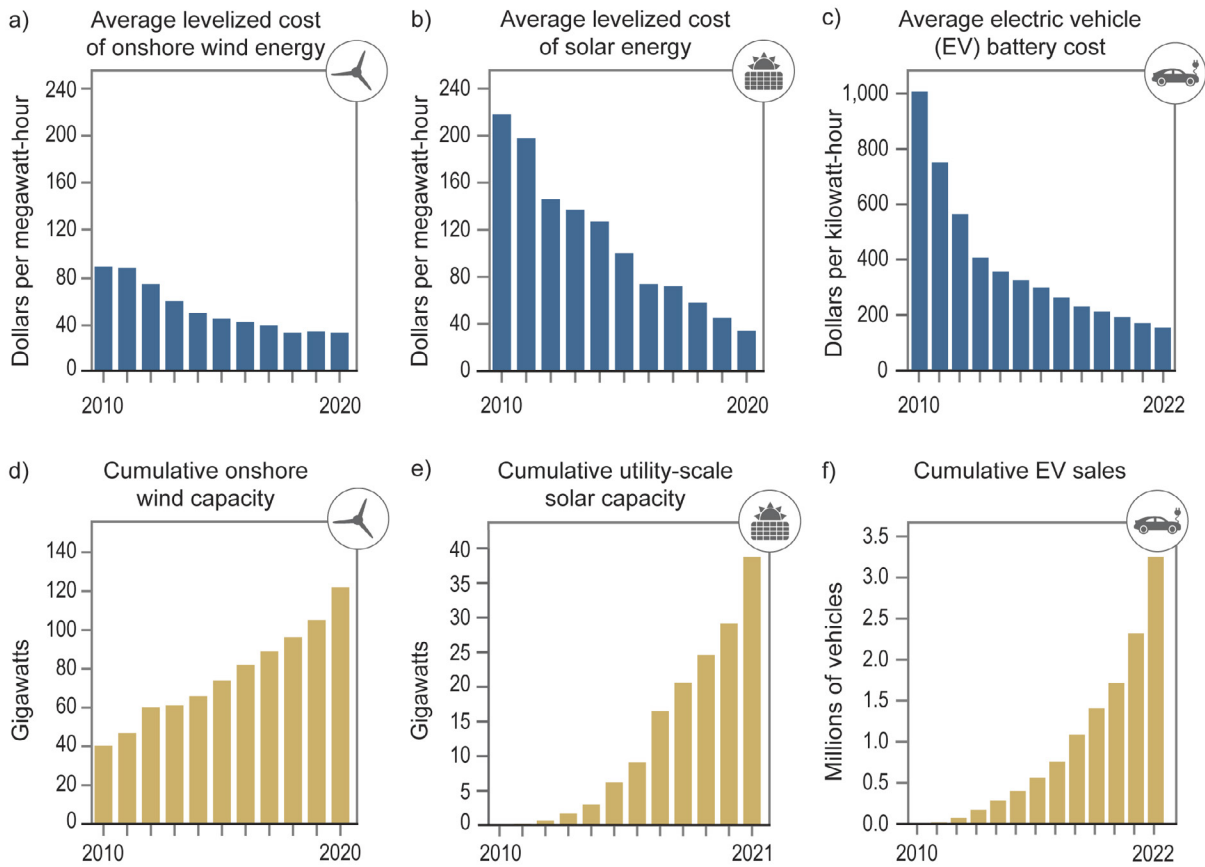 a)
Average levelized cost
of onshore wind energy
Dollars per megawatt-hour
240
200
160
120
80
40
0
2010
2020
b)
Average levelized cost
of solar energy
Dollars per megawatt-hour
240
200
160
120
80
40
0
2010
2020
c)
Average electric vehicle
(EV) battery cost
Dollars per kilowatt-hour
1,000
800
600
400
200
0
2010
2022
d)
Cumulative onshore
wind capacity
Gigawatts
140
120
100
80
60
40
20
0
2010
2020
e)
Cumulative utility-scale
solar capacity
Gigawatts
40
35
30
25
20
15
10
5
0
2010
2021
f)
Cumulative EV sales
Millions of vehicles
3.5
3.0
2.5
2.0
1.5
1.0
0.5
0.0
2010
2022